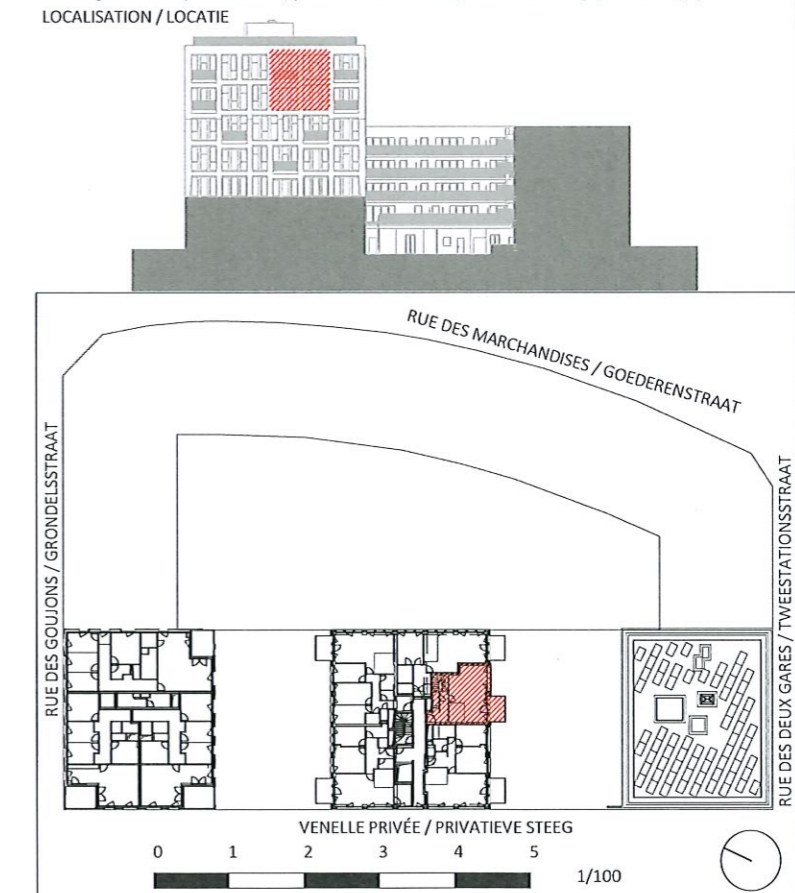 LOCALISATION / LOCATIE
RUE DES MARCHANDISES / GOEDERENSTRAAT
RUE DES GOUJONS / GRONDELSSTRAAT
RUE DES DEUX GARES / TWEESTATIONSSTRAAT
VENELLE PRIVÉE / PRIVATIEVE STEEG
0 1 2 3 4 5
1/100